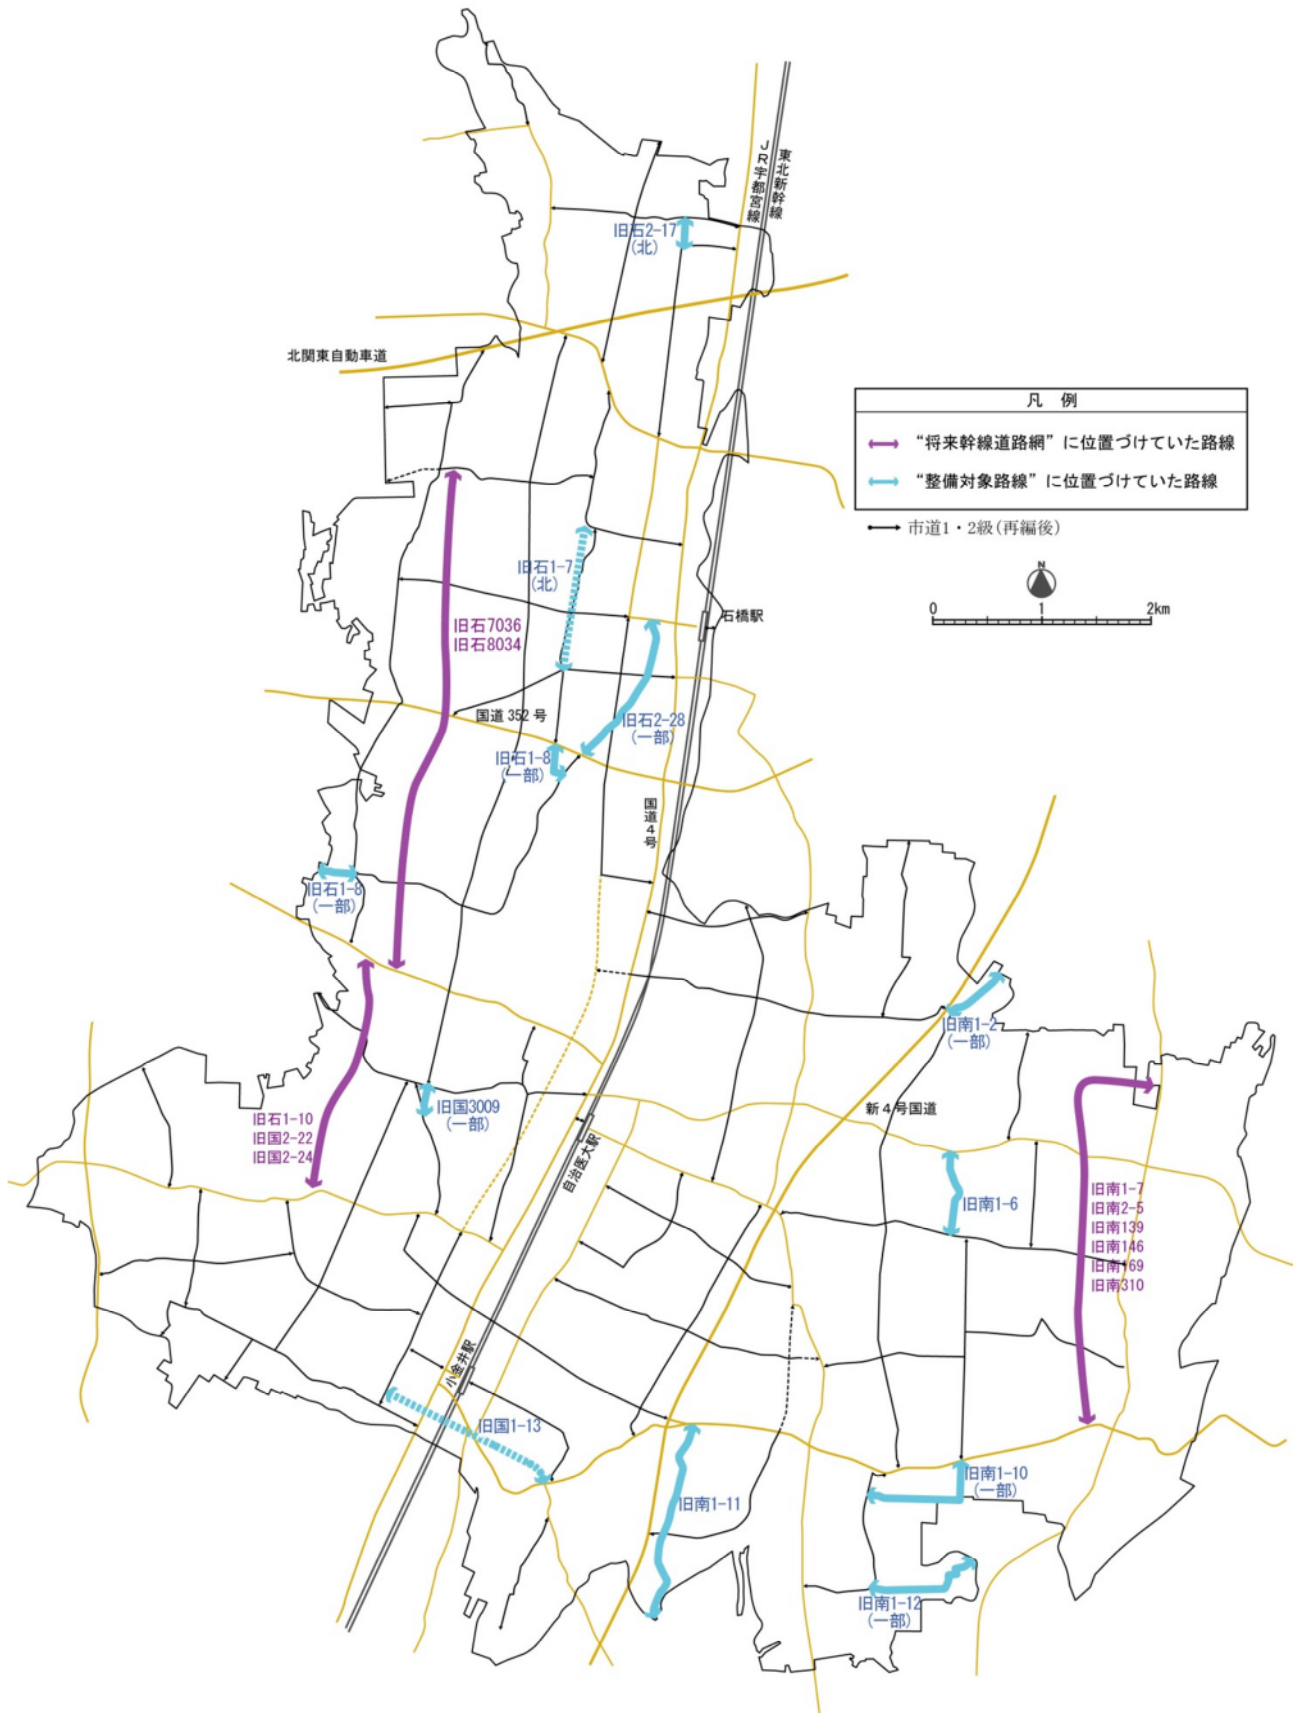 JR宇都宮線
東北新幹線
旧石2-17
(北)
北関東自動車道
凡 例
“将来幹線道路網”に位置づけていた路線
“整備対象路線”に位置づけていた路線
市道1・2級(再編後)
N
0 1 2km
旧石1-7
(北)
石橋駅
旧石7036
旧石8034
国道352号
旧石2-28
(一部)
旧石1-8
(一部)
国道4号
旧石1-8
(一部)
旧南1-2
(一部)
旧国3009
(一部)
新4号国道
旧石1-10
旧国2-22
旧国2-24
自治医大駅
旧南1-6
旧南1-7
旧南2-5
旧南139
旧南146
旧南169
旧南310
小金井駅
旧国1-13
旧南1-11
旧南1-10
(一部)
旧南1-12
(一部)